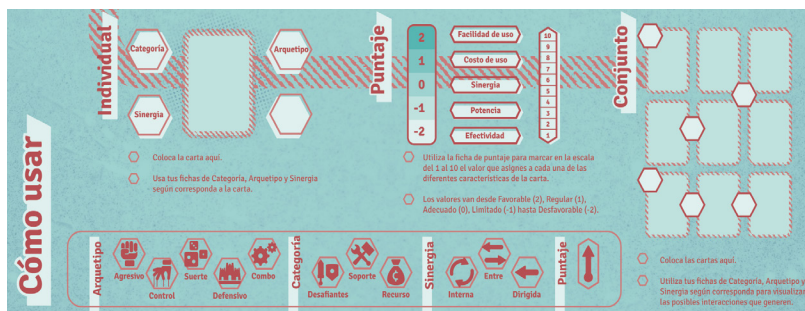 Cómo usar
Individual
Categoría
Arquetipo
Sinergia
Coloca la carta aquí.
Usa tus fichas de Categoría, Arquetipo y Sinergia
según corresponda a la carta.
Puntaje
2
1
0
-1
-2
Facilidad de uso
Costo de uso
Sinergia
Potencia
Efectividad
10
9
8
7
6
5
4
3
2
1
Utiliza la ficha de puntaje para marcar en la escala
del 1 al 10 el valor que asignes a cada una de las
diferentes características de la carta.
Los valores van desde Favorable (2), Regular (1),
Adecuado (0), Limitado (-1) hasta Desfavorable (-2).
Conjunto
Coloca las cartas aquí.
Utiliza tus fichas de Categoría, Arquetipo y
Sinergia según corresponda para visualizar
las posibles interacciones que generen.
Arquetipo
Agresivo
Control
Suerte
Defensivo
Combo
Categoría
Desafiantes
Soporte
Recurso
Sinergia
Interna
Entre
Dirigida
Puntaje